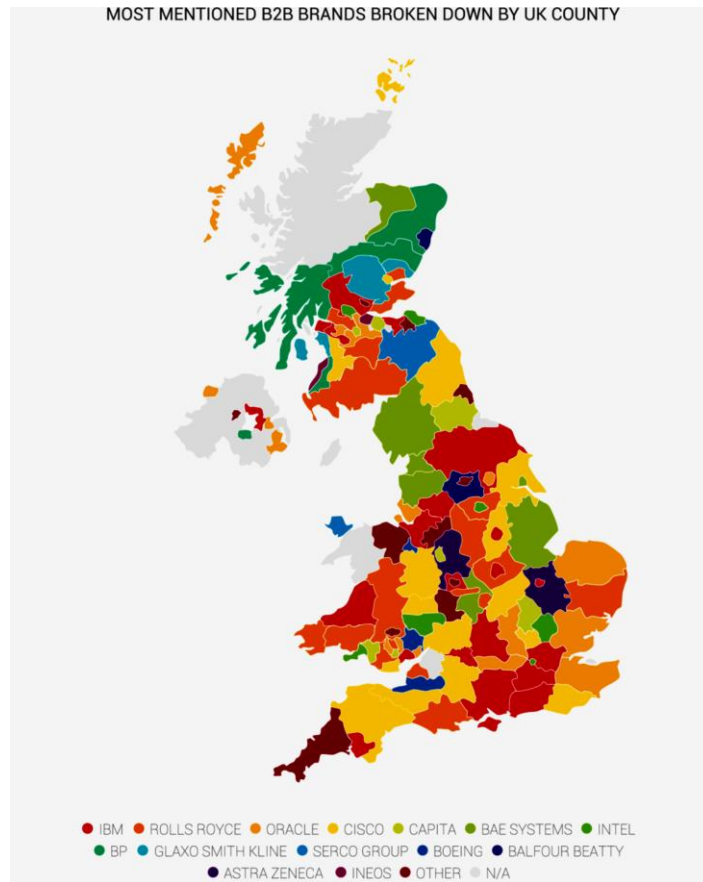 MOST MENTIONED B2B BRANDS BROKEN DOWN BY UK COUNTY
IBM ROLLS ROYCE ORACLE CISCO CAPITA BAE SYSTEMS INTEL
BP GLAXO SMITH KLINE SERCO GROUP BOEING BALFOUR BEATTY
ASTRA ZENECA INEOS OTHER N/A